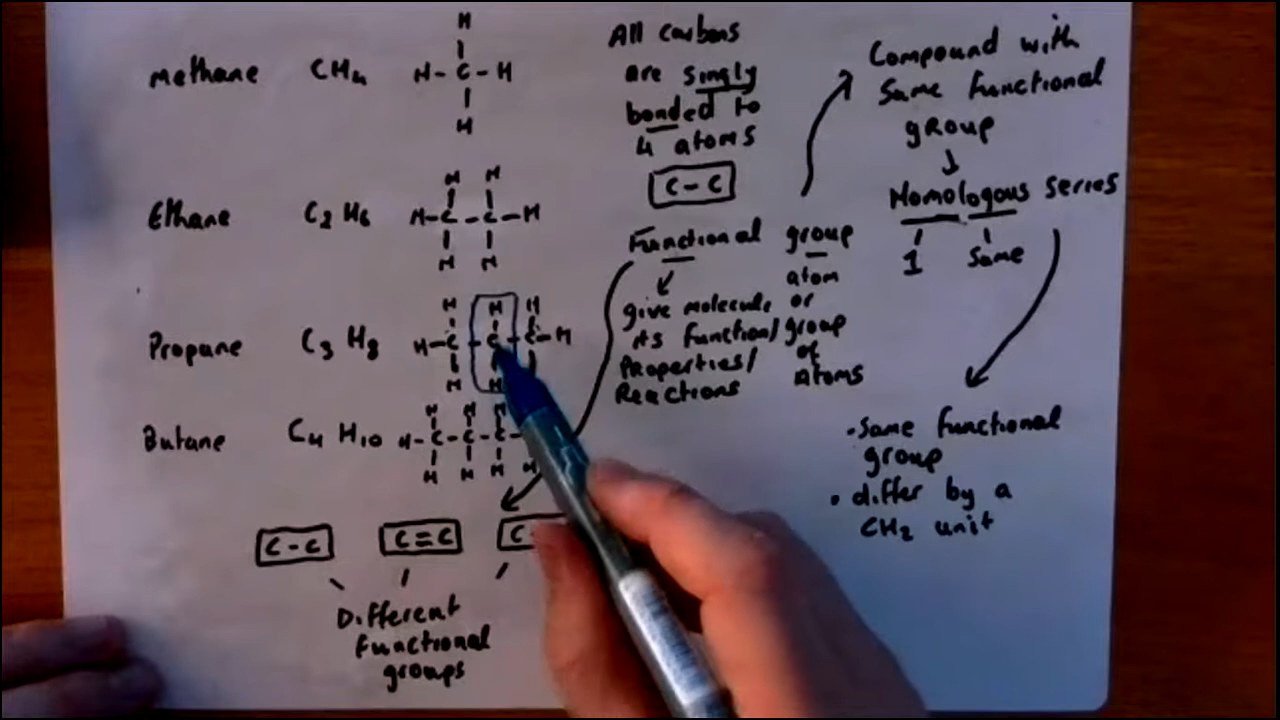 Methane CH4
H
|
H-C-H
|
H
Ethane C2H6
H H
| |
H-C-C-H
| |
H H
Propane C3H8
H H H
H-C-C-C-H
H H
Butane C4H10
H H H
H-C-C-C
H H H H
All carbons
are singly
bonded to
4 atoms
C-C
Functional group
give molecule
its function/
Properties/
Reactions
atom
or
group
of
atoms
Compound with
Same functional
group
Homologous series
1 Same
•Same functional
group
•differ by a
CH2 unit
C-C C=C
Different
functional
groups